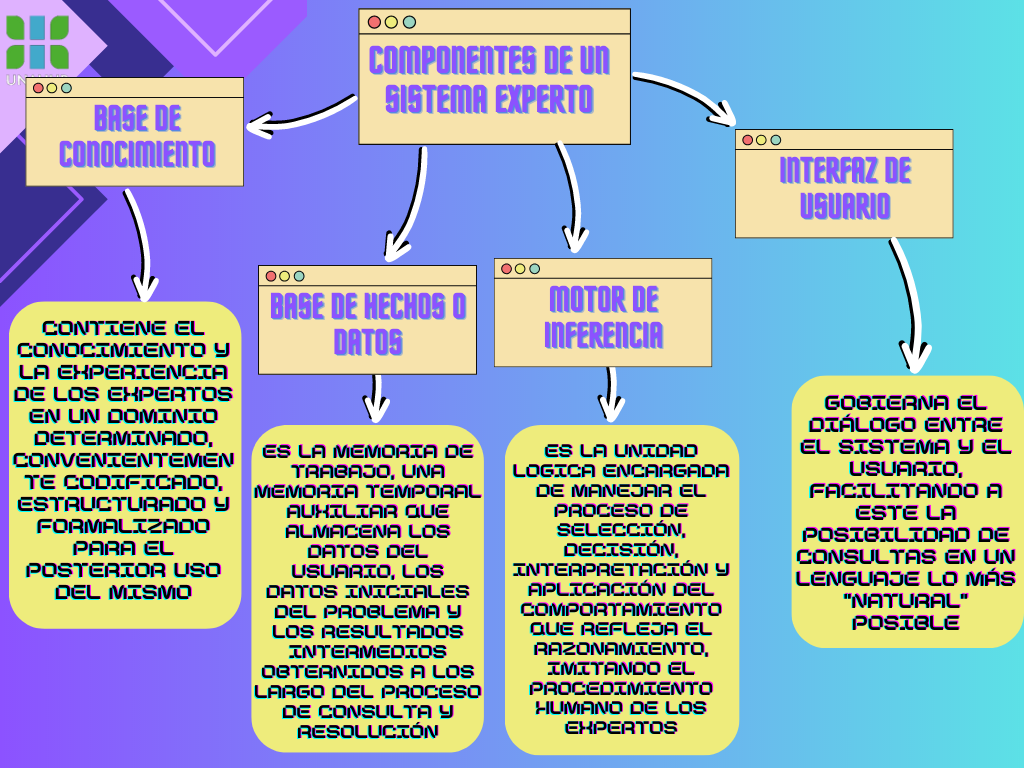 COMPONENTES DE UN
SISTEMA EXPERTO
BASE DE
CONOCIMIENTO
INTERFAZ DE
USUARIO
BASE DE HECHOS O
DATOS
MOTOR DE
INFERENCIA
CONTIENE EL
CONOCIMIENTO Y
LA EXPERIENCIA
DE LOS EXPERTOS
EN UN DOMINIO
DETERMINADO,
CONVENIENTEMEN
TE CODIFICADO,
ESTRUCTURADO Y
FORMALIZADO
PARA EL
POSTERIOR USO
DEL MISMO
ES LA MEMORIA DE
TRABAJO, UNA
MEMORIA TEMPORAL
AUXILIAR QUE
ALMACENA LOS
DATOS DEL
USUARIO, LOS
DATOS INICIALES
DEL PROBLEMA Y
LOS RESULTADOS
INTERMEDIOS
OBTERNIDOS A LOS
LARGO DEL PROCESO
DE CONSULTA Y
RESOLUCIÓN
ES LA UNIDAD
LOGICA ENCARGADA
DE MANEJAR EL
PROCESO DE
SELECCIÓN,
DECISIÓN,
INTERPRETACIÓN Y
APLICACIÓN DEL
COMPORTAMIENTO
QUE REFLEJA EL
RAZONAMIENTO,
IMITANDO EL
PROCEDIMIENTO
HUMANO DE LOS
EXPERTOS
GOBIERNA EL
DIÁLOGO ENTRE
EL SISTEMA Y EL
USUARIO,
FACILITANDO A
ESTE LA
POSIBILIDAD DE
CONSULTAS EN UN
LENGUAJE LO MÁS
"NATURAL"
POSIBLE